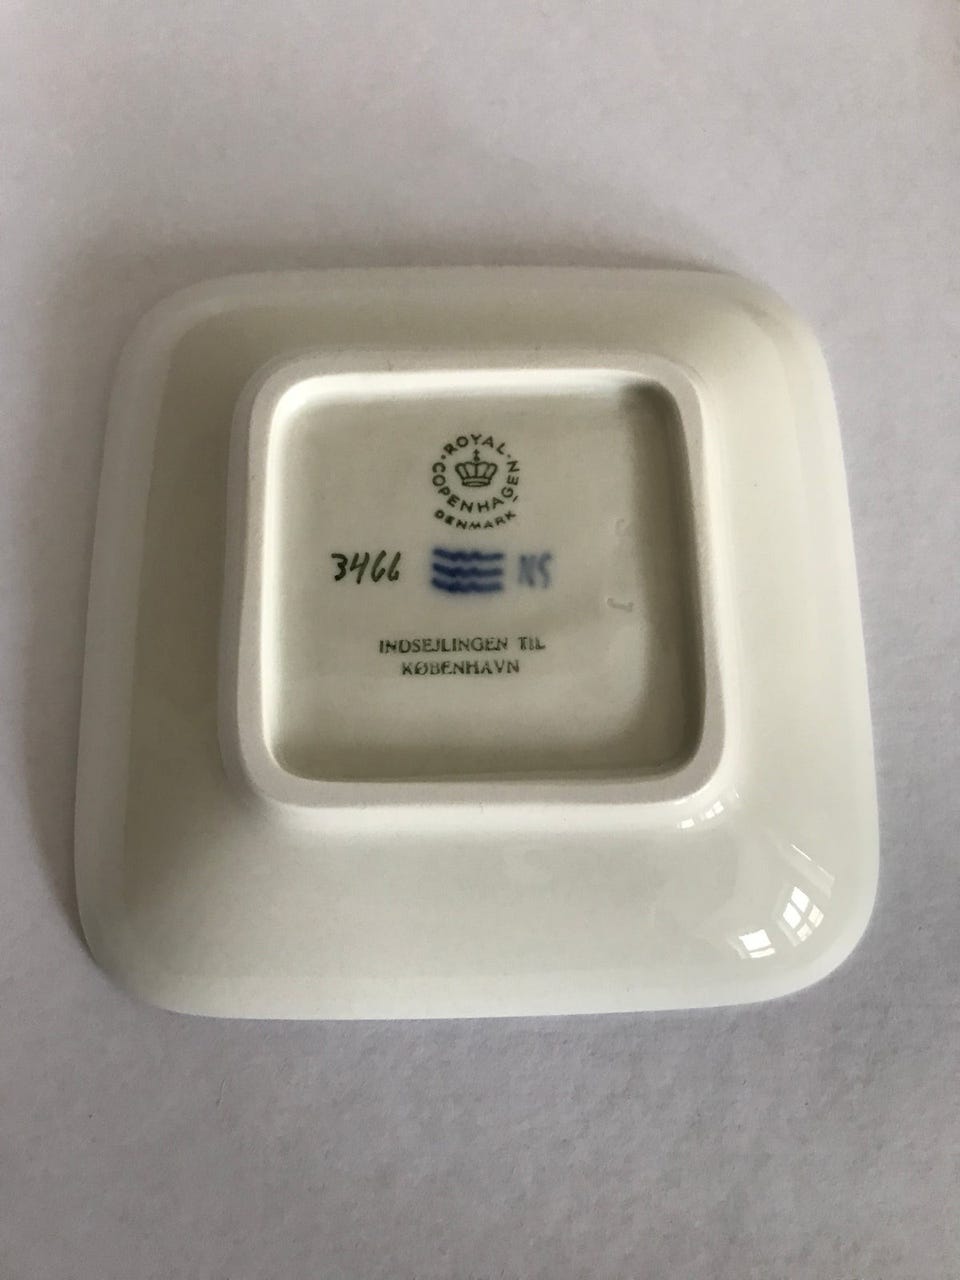 ROYAL
COPENHAGEN
DENMARK
3466 NS
INDSEJLINGEN TIL
KØBENHAVN